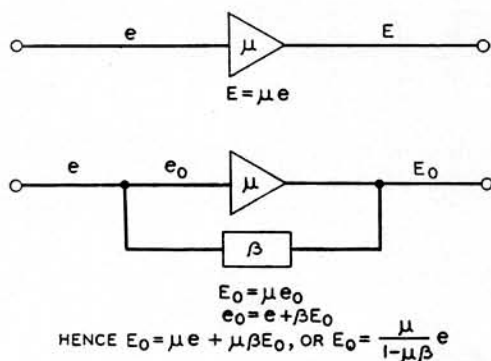 e μ E
E = μe
e e₀ μ E₀
β
E₀ = μe₀
e₀ = e + βE₀
HENCE E₀ = μe + μβE₀, OR E₀ = μ/(1-μβ) e